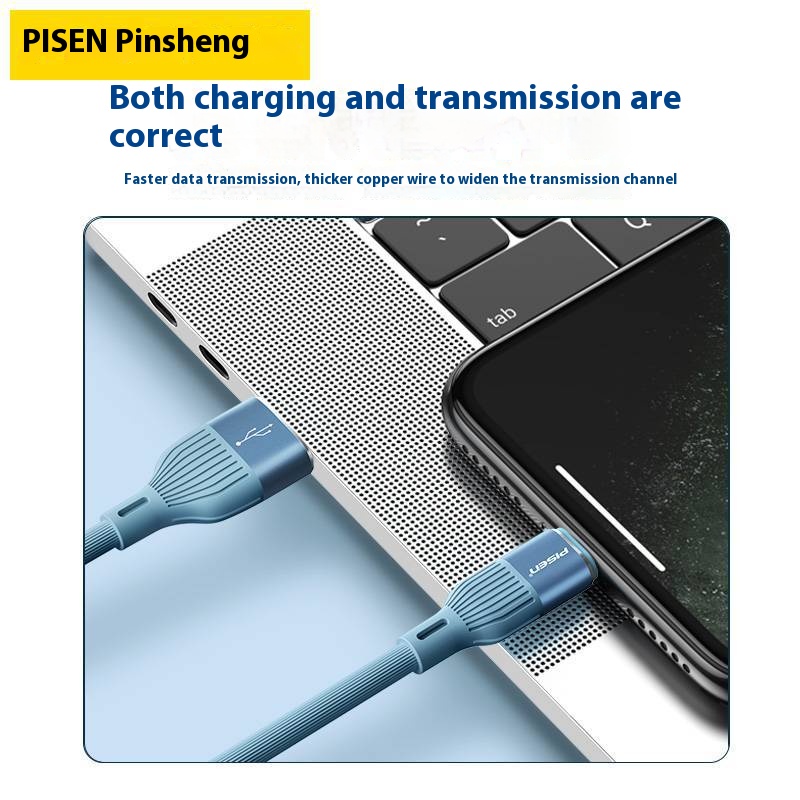 PISEN Pinsheng
Both charging and transmission are
correct
Faster data transmission, thicker copper wire to widen the transmission channel
tab
PISEN